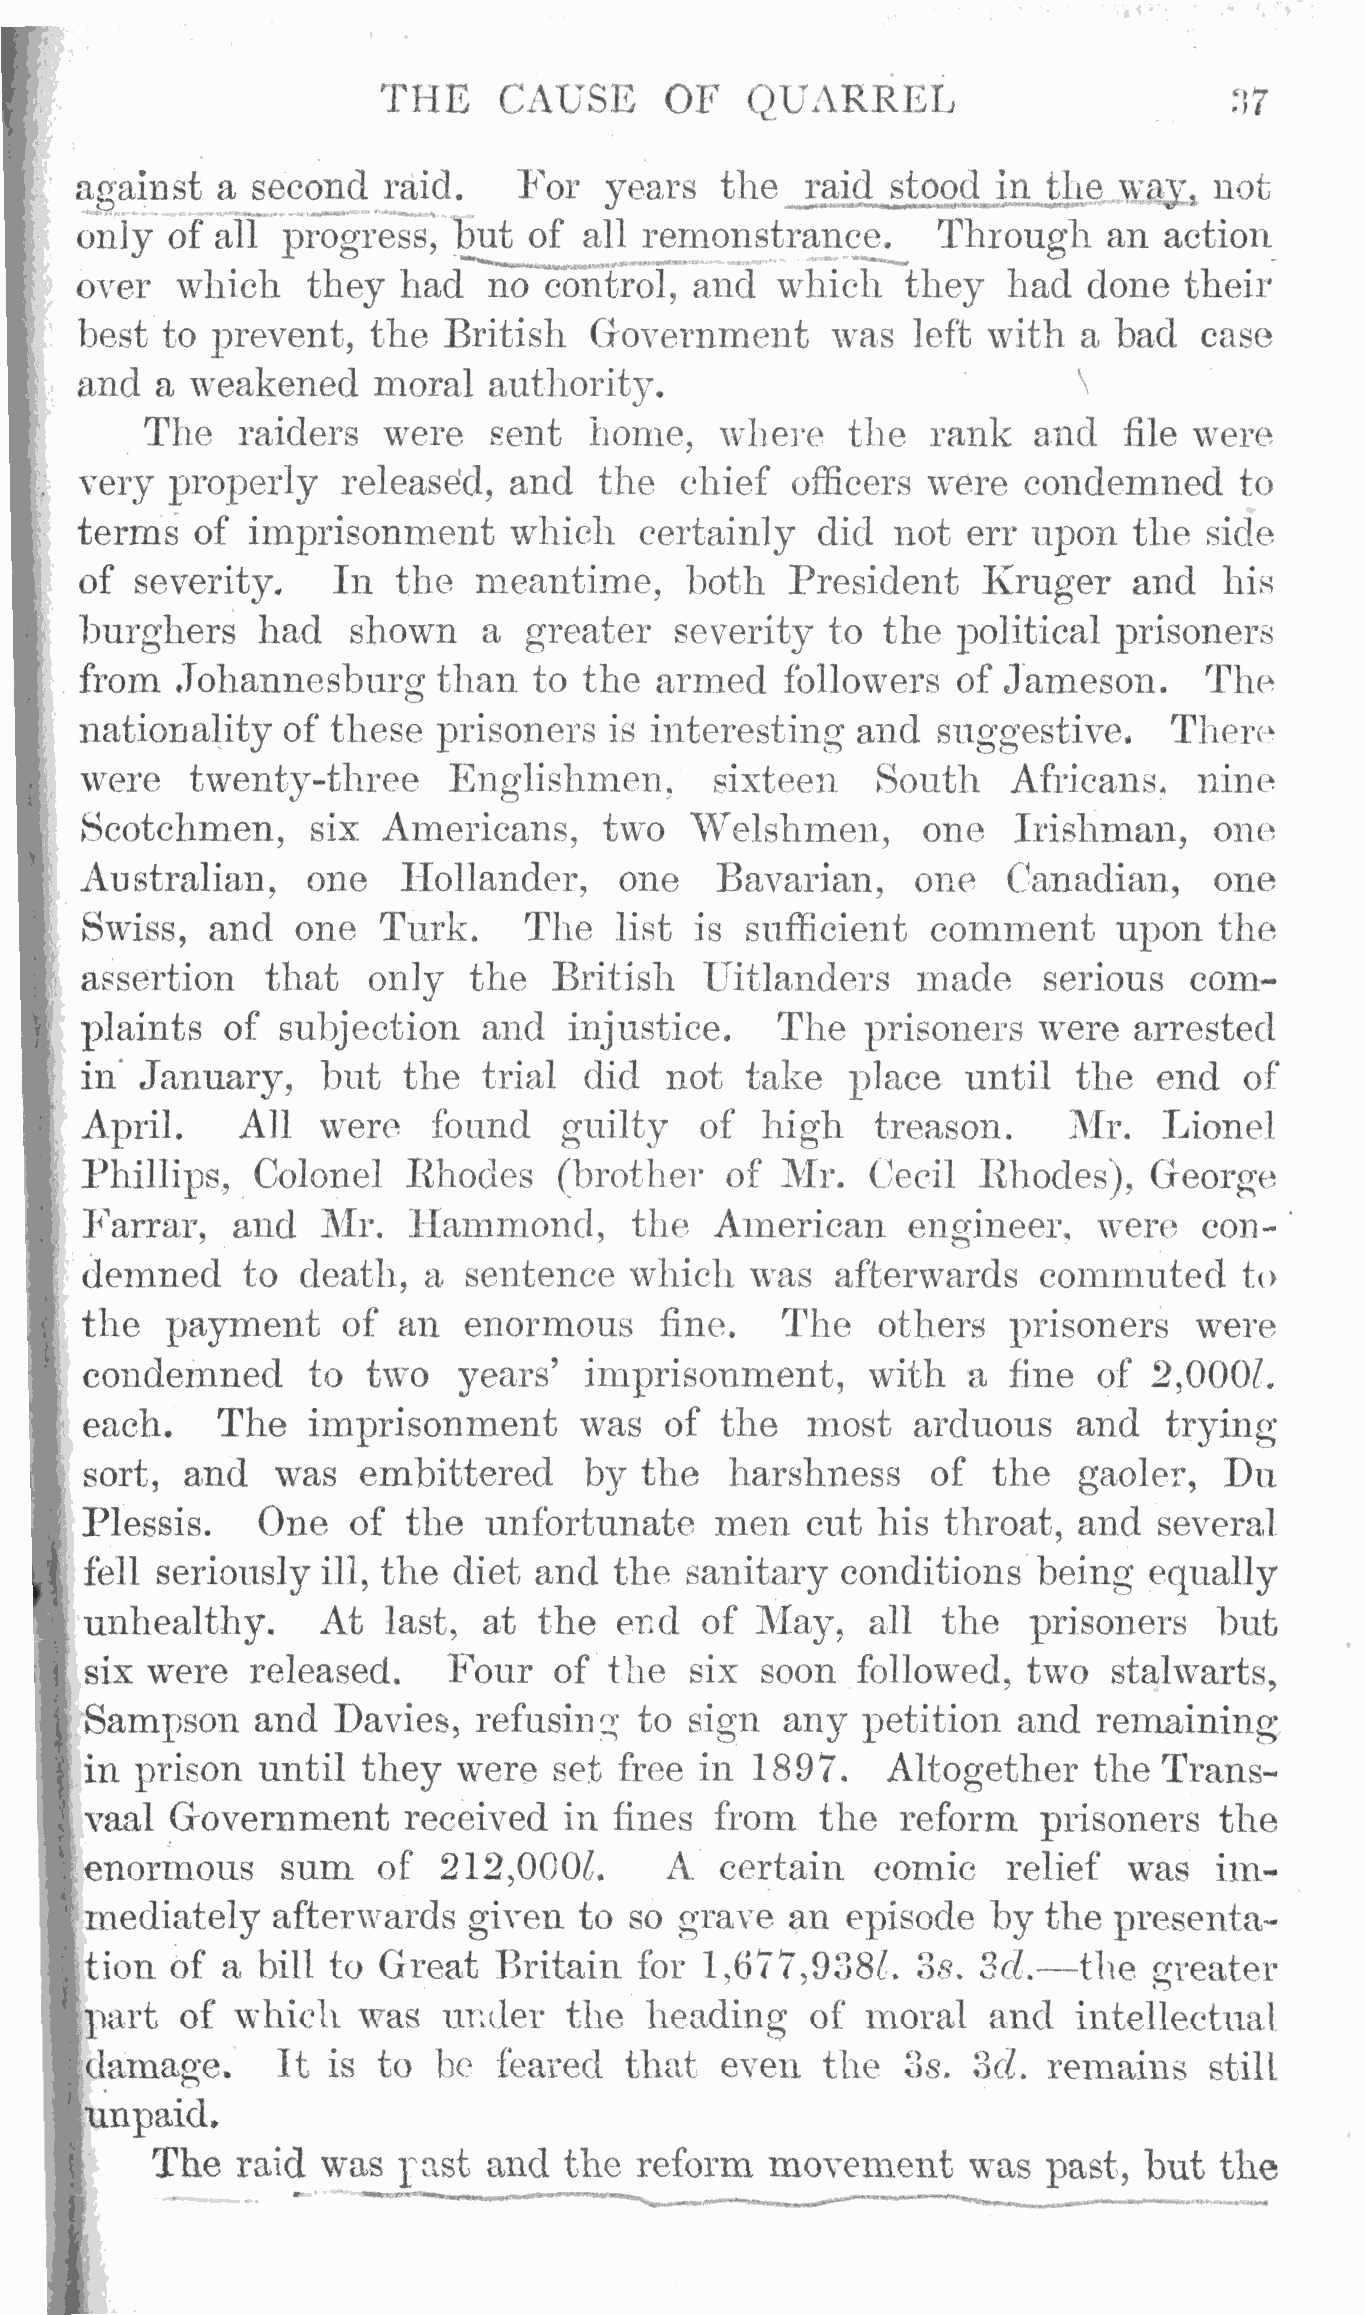 THE CAUSE OF QUARREL 37
against a second raid. For years the raid stood in the way, not
only of all progress, but of all remonstrance. Through an action
over which they had no control, and which they had done their
best to prevent, the British Government was left with a bad case
and a weakened moral authority.
The raiders were sent home, where the rank and file were
very properly released, and the chief officers were condemned to
terms of imprisonment which certainly did not err upon the side
of severity. In the meantime, both President Kruger and his
burghers had shown a greater severity to the political prisoners
from Johannesburg than to the armed followers of Jameson. The
nationality of these prisoners is interesting and suggestive. There
were twenty-three Englishmen, sixteen South Africans, nine
Scotchmen, six Americans, two Welshmen, one Irishman, one
Australian, one Hollander, one Bavarian, one Canadian, one
Swiss, and one Turk. The list is sufficient comment upon the
assertion that only the British Uitlanders made serious com-
plaints of subjection and injustice. The prisoners were arrested
in January, but the trial did not take place until the end of
April. All were found guilty of high treason. Mr. Lionel
Phillips, Colonel Rhodes (brother of Mr. Cecil Rhodes), George
Farrar, and Mr. Hammond, the American engineer, were con-
demned to death, a sentence which was afterwards commuted to
the payment of an enormous fine. The others prisoners were
condemned to two years' imprisonment, with a fine of 2,000l.
each. The imprisonment was of the most arduous and trying
sort, and was embittered by the harshness of the gaoler, Du
Plessis. One of the unfortunate men cut his throat, and several
fell seriously ill, the diet and the sanitary conditions being equally
unhealthy. At last, at the end of May, all the prisoners but
six were released. Four of the six soon followed, two stalwarts,
Sampson and Davies, refusing to sign any petition and remaining
in prison until they were set free in 1897. Altogether the Trans-
vaal Government received in fines from the reform prisoners the
enormous sum of 212,000l. A certain comic relief was im-
mediately afterwards given to so grave an episode by the presenta-
tion of a bill to Great Britain for 1,677,938l. 3s. 3d.—the greater
part of which was under the heading of moral and intellectual
damage. It is to be feared that even the 3s. 3d. remains still
unpaid.
The raid was past and the reform movement was past, but the